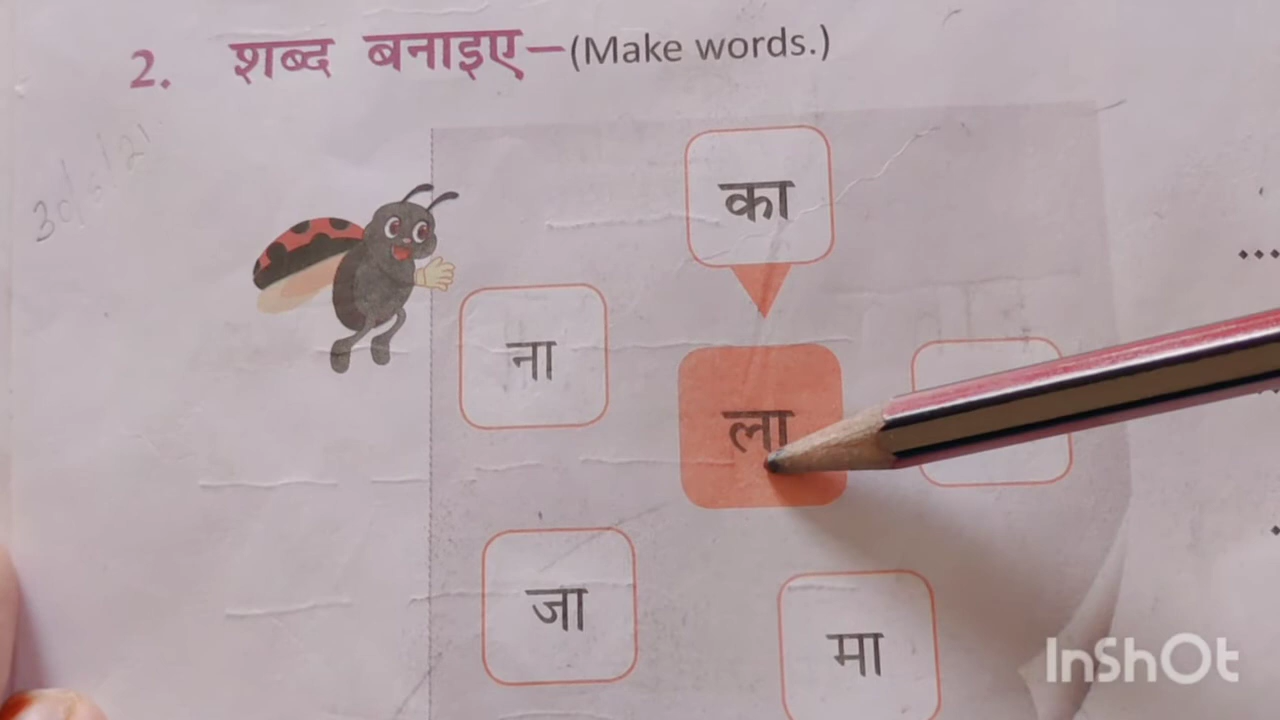 2. शब्द बनाइए—(Make words.)
का
ना
ला
जा
मा
InShOt